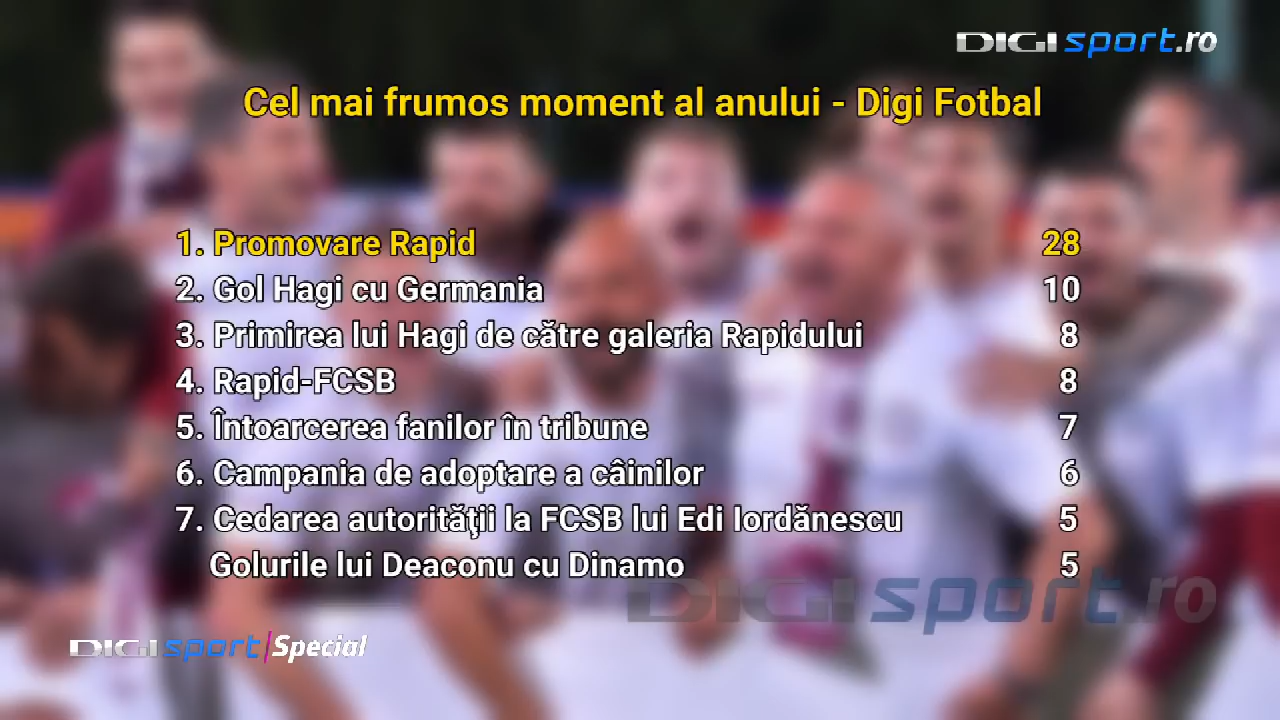 DIGI sport.ro
Cel mai frumos moment al anului - Digi Fotbal
1. Promovare Rapid 28
2. Gol Hagi cu Germania 10
3. Primirea lui Hagi de către galeria Rapidului 8
4. Rapid-FCSB 8
5. Întoarcerea fanilor în tribune 7
6. Campania de adoptare a câinilor 6
7. Cedarea autorităţii la FCSB lui Edi Iordănescu 5
Golurile lui Deaconu cu Dinamo 5
DIGI sport.ro
DIGI sport|Special